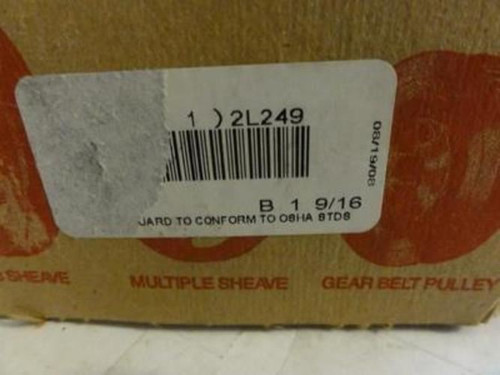 1 ) 2L249
08/19/08
B 1 9/16
UARD TO CONFORM TO OSHA STDS
SHEAVE
MULTIPLE SHEAVE
GEAR BELT PULLEY